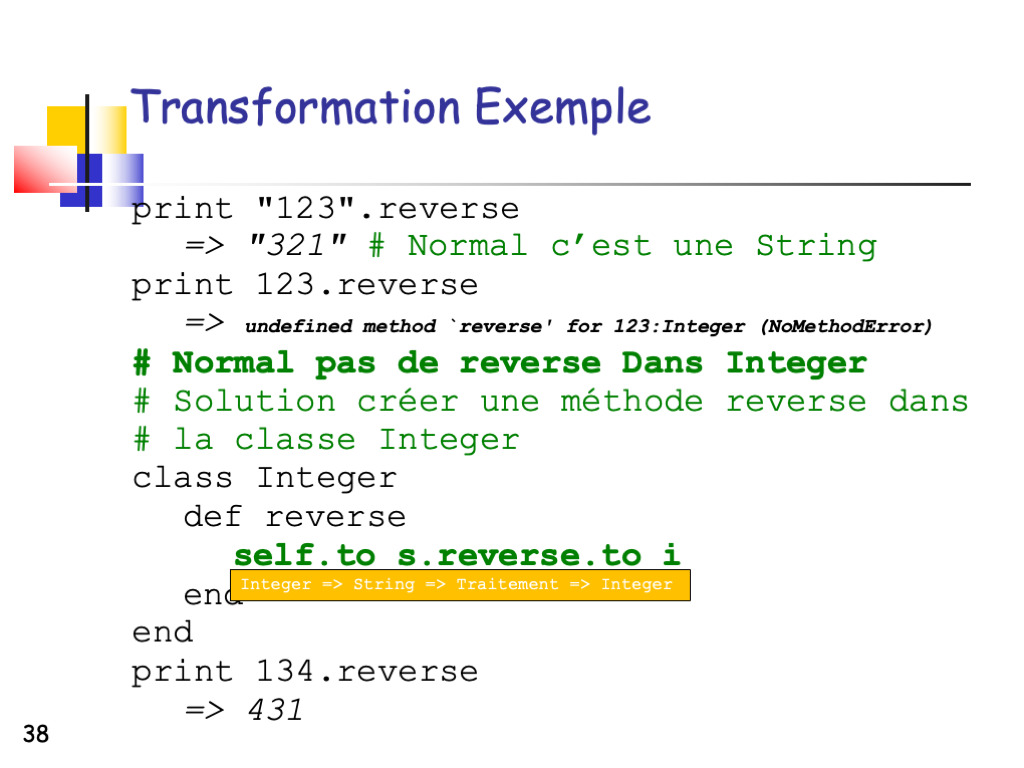 Transformation Exemple
print "123".reverse
=> "321" # Normal c’est une String
print 123.reverse
=> undefined method `reverse' for 123:Integer (NoMethodError)
# Normal pas de reverse Dans Integer
# Solution créer une méthode reverse dans
# la classe Integer
class Integer
def reverse
self.to_s.reverse.to_i
Integer => String => Traitement => Integer
end
end
print 134.reverse
=> 431
38